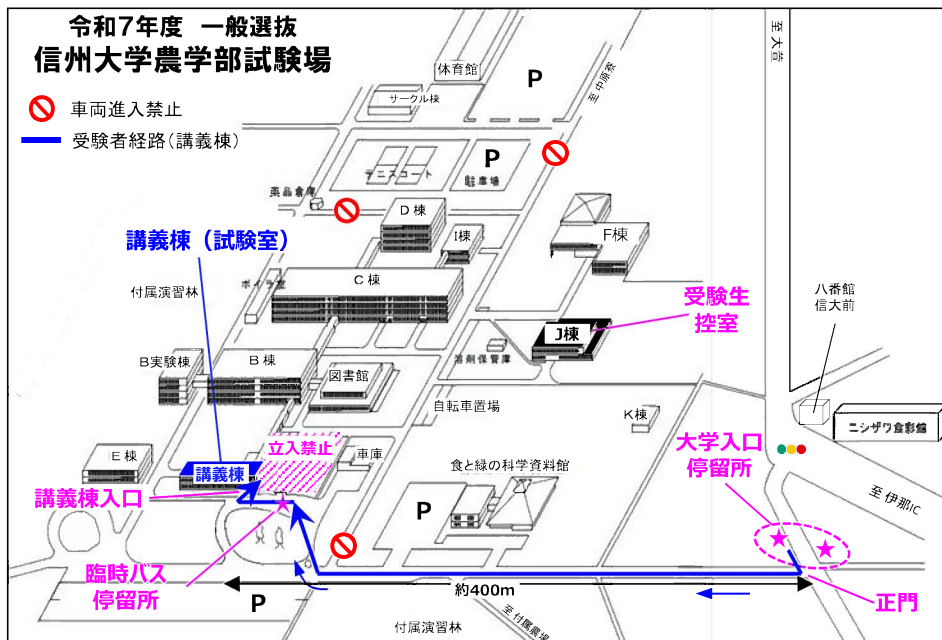 令和7年度 一般選抜
信州大学農学部試験場
車両進入禁止
受験者経路(講義棟)
体育館
サークル棟
P
至中原寮
至大萱
テニスコート
P
駐車場
薬品倉庫
D棟
I棟
F棟
講義棟(試験室)
付属演習林
ボイラ室
C棟
受験生
控室
八番館
信大前
J棟
溶剤保管庫
B実験棟
B棟
図書館
自転車置場
K棟
ニシザワ食彩館
大学入口
停留所
立入禁止
車庫
食と緑の科学資料館
E棟
講義棟
講義棟入口
P
至伊那IC
臨時バス
停留所
P
約400m
正門
至付属農場
付属演習林